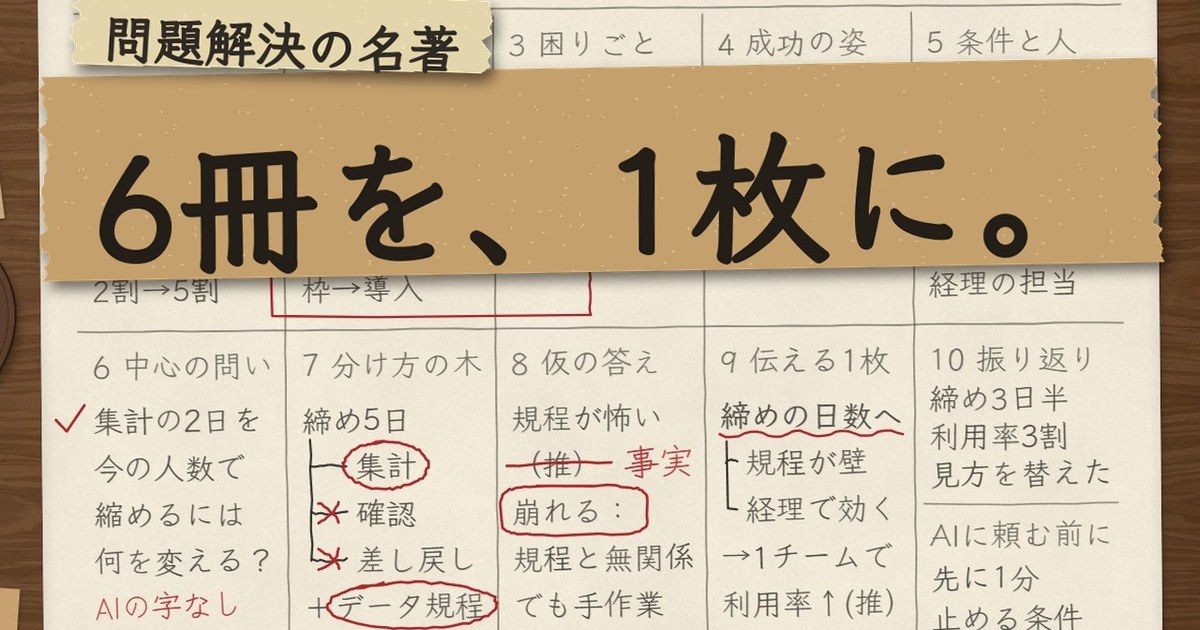 問題解決の名著
6冊を、1枚に。
3 困りごと
4 成功の姿
5 条件と人
2割→5割
枠→導入
経理の担当
6 中心の問い
集計の2日を
今の人数で
縮めるには
何を変える？
AIの字なし
7 分け方の木
締め5日
集計
確認
差し戻し
＋データ規程
8 仮の答え
規程が怖い
(推) 事実
崩れる：
規程と無関係
でも手作業
9 伝える1枚
締めの日数へ
規程が壁
経理で効く
→1チームで
利用率↑(推)
10 振り返り
締め3日半
利用率3割
見方を替えた
AIに頼む前に
先に1分
止める条件